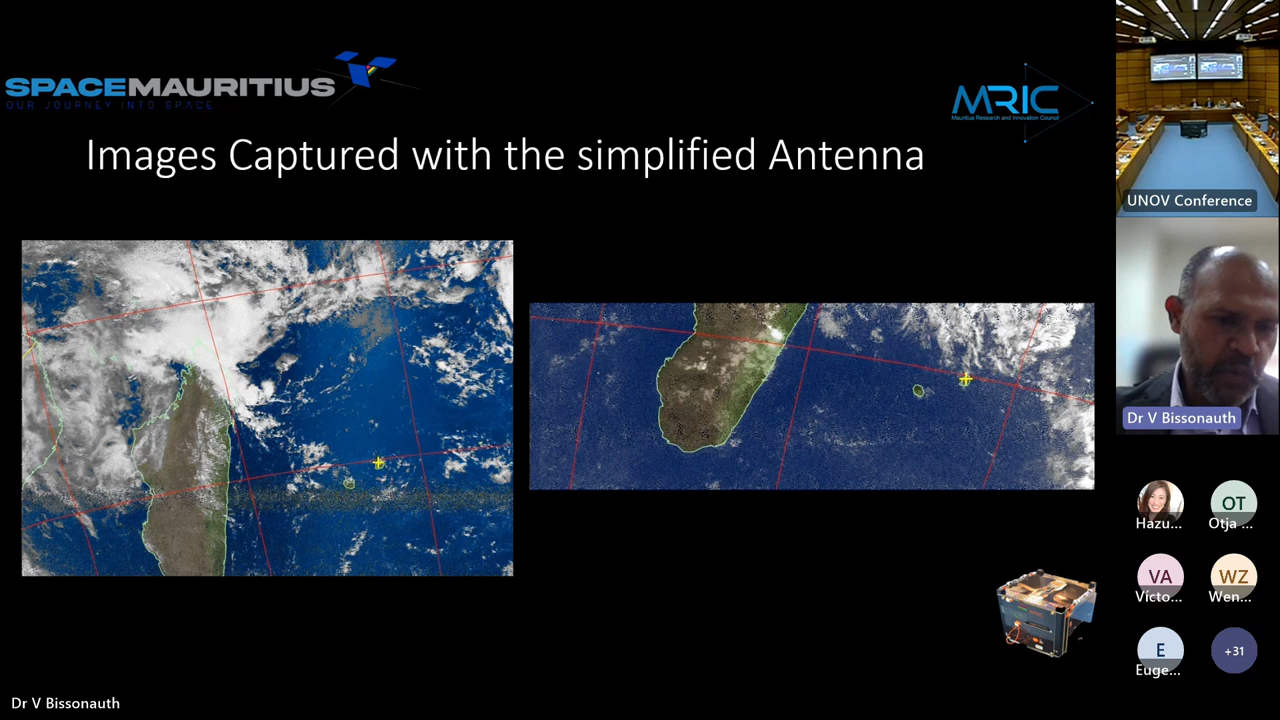 SPACEMAURITIUS
OUR JOURNEY INTO SPACE
MRIC
Mauritius Research and Innovation Council
Images Captured with the simplified Antenna
UNOV Conference
Dr V Bissonauth
Hazu...
OT
Otja ...
VA
Vícto...
WZ
Wen...
E
Euge...
+31
Dr V Bissonauth